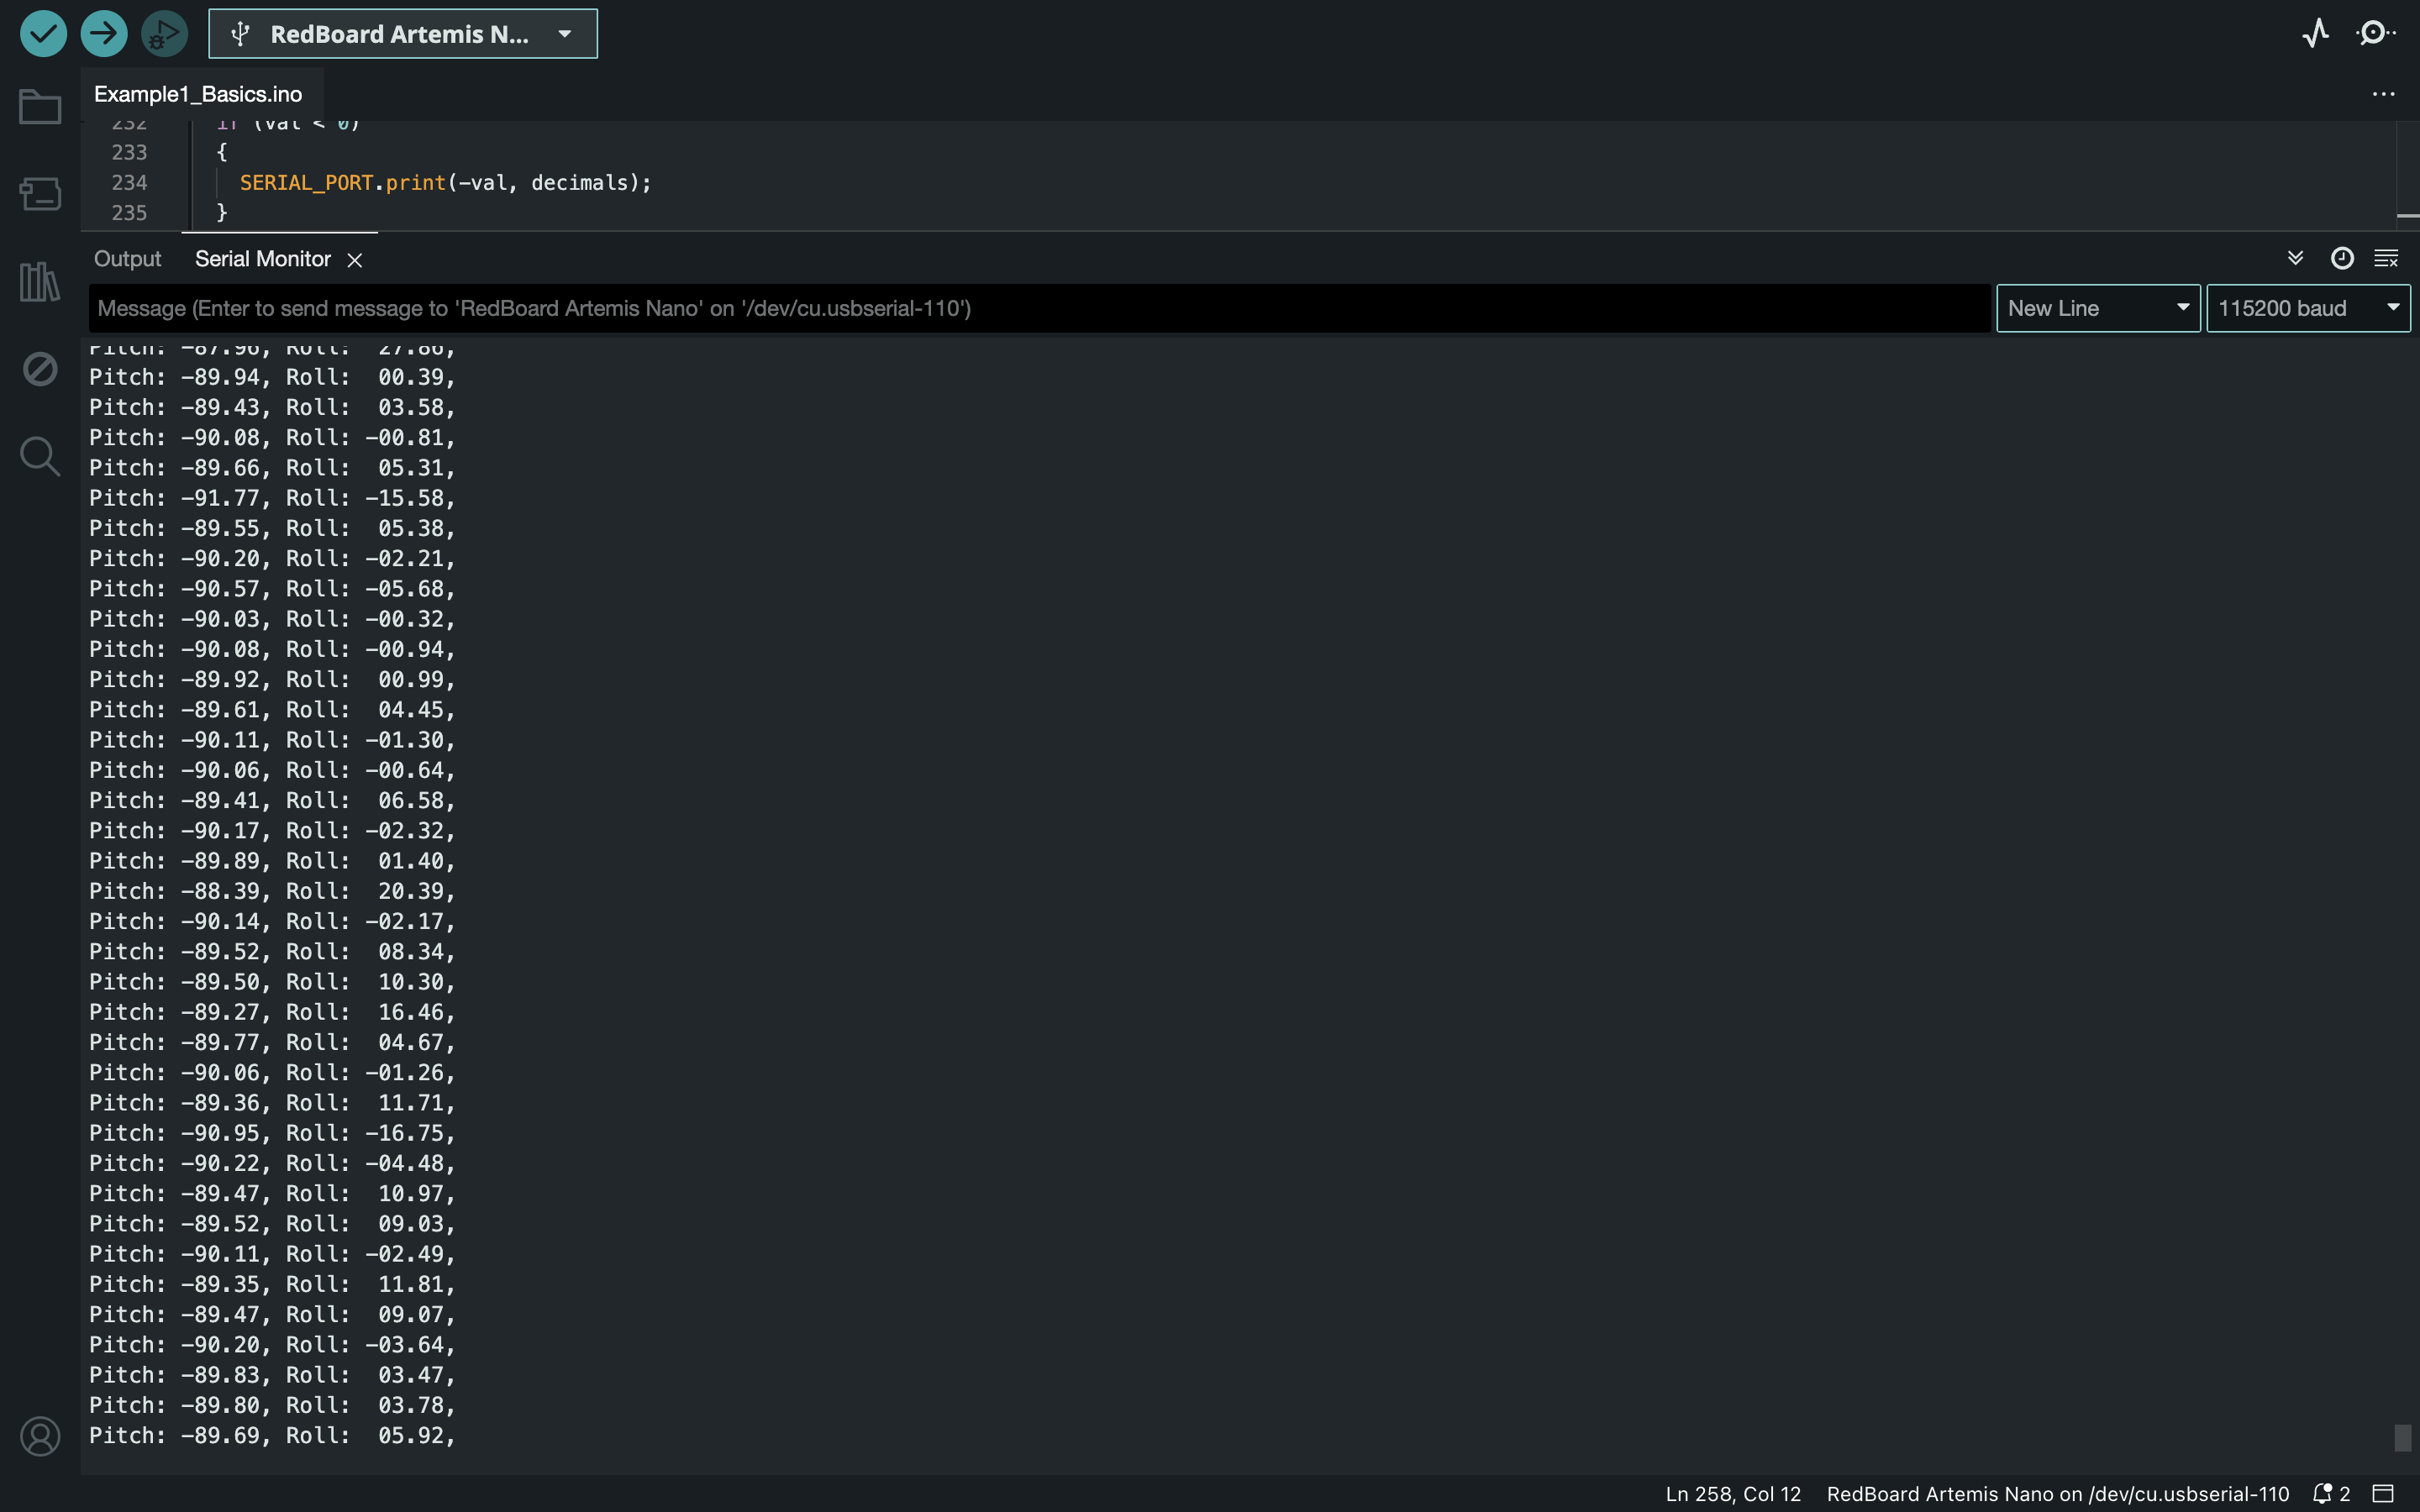 RedBoard Artemis N...
Example1_Basics.ino
232 if (val < 0)
233 {
234 SERIAL_PORT.print(-val, decimals);
235 }
Output Serial Monitor
Message (Enter to send message to 'RedBoard Artemis Nano' on '/dev/cu.usbserial-110') New Line 115200 baud
Pitch: -87.96, Roll:  27.86,
Pitch: -89.94, Roll:  00.39,
Pitch: -89.43, Roll:  03.58,
Pitch: -90.08, Roll: -00.81,
Pitch: -89.66, Roll:  05.31,
Pitch: -91.77, Roll: -15.58,
Pitch: -89.55, Roll:  05.38,
Pitch: -90.20, Roll: -02.21,
Pitch: -90.57, Roll: -05.68,
Pitch: -90.03, Roll: -00.32,
Pitch: -90.08, Roll: -00.94,
Pitch: -89.92, Roll:  00.99,
Pitch: -89.61, Roll:  04.45,
Pitch: -90.11, Roll: -01.30,
Pitch: -90.06, Roll: -00.64,
Pitch: -89.41, Roll:  06.58,
Pitch: -90.17, Roll: -02.32,
Pitch: -89.89, Roll:  01.40,
Pitch: -88.39, Roll:  20.39,
Pitch: -90.14, Roll: -02.17,
Pitch: -89.52, Roll:  08.34,
Pitch: -89.50, Roll:  10.30,
Pitch: -89.27, Roll:  16.46,
Pitch: -89.77, Roll:  04.67,
Pitch: -90.06, Roll: -01.26,
Pitch: -89.36, Roll:  11.71,
Pitch: -90.95, Roll: -16.75,
Pitch: -90.22, Roll: -04.48,
Pitch: -89.47, Roll:  10.97,
Pitch: -89.52, Roll:  09.03,
Pitch: -90.11, Roll: -02.49,
Pitch: -89.35, Roll:  11.81,
Pitch: -89.47, Roll:  09.07,
Pitch: -90.20, Roll: -03.64,
Pitch: -89.83, Roll:  03.47,
Pitch: -89.80, Roll:  03.78,
Pitch: -89.69, Roll:  05.92,
Ln 258, Col 12 RedBoard Artemis Nano on /dev/cu.usbserial-110 2